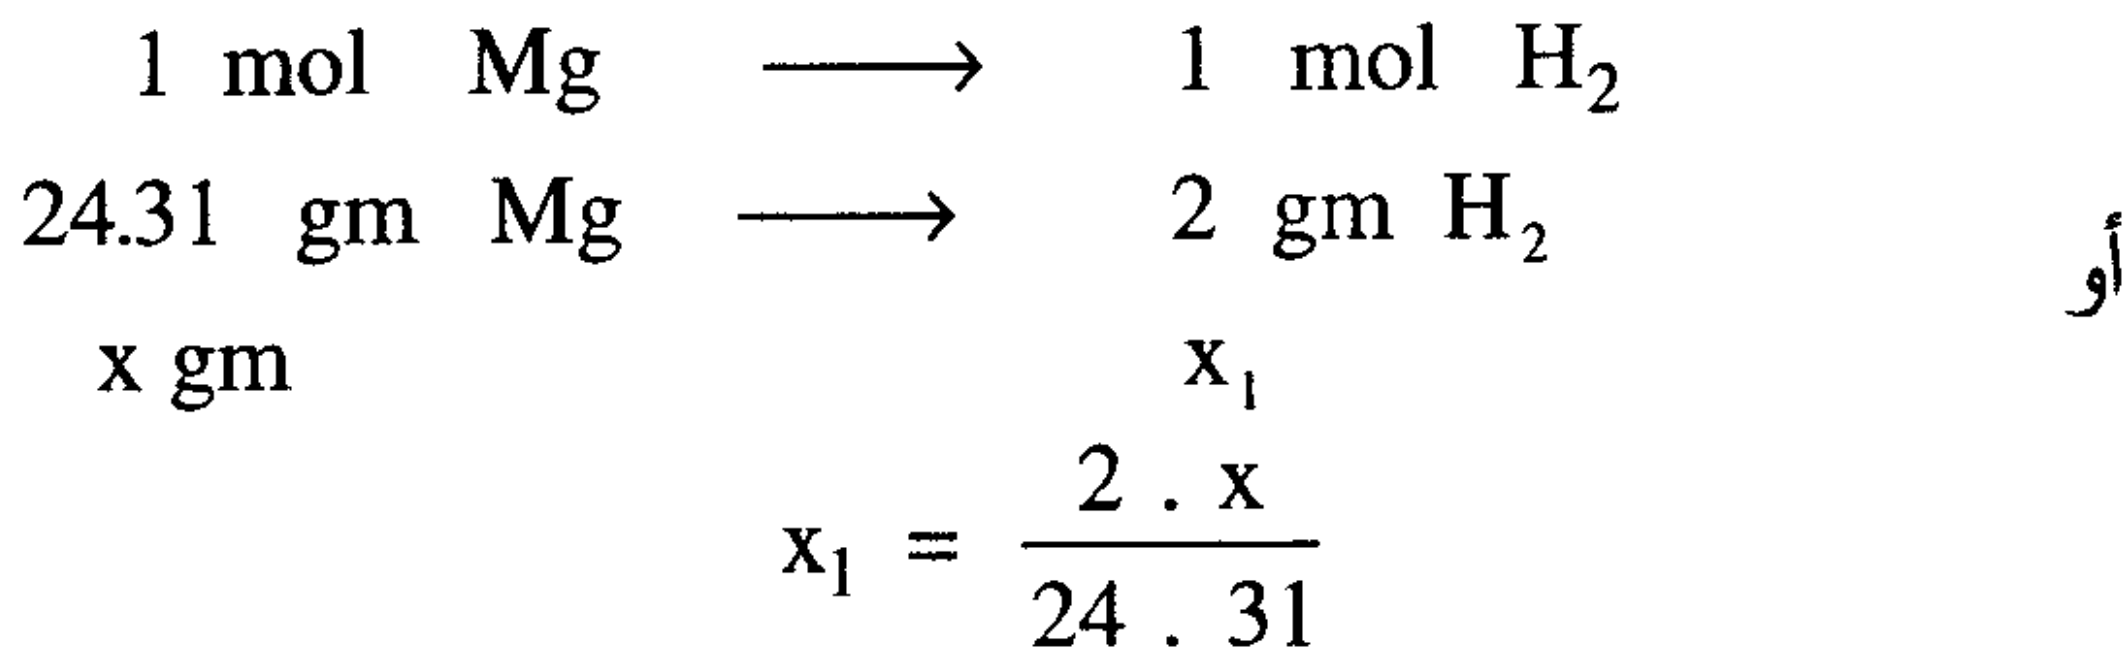 1 mol Mg ⟶ 1 mol H₂
أو 24.31 gm Mg ⟶ 2 gm H₂
x gm x₁
x₁ = 2 . x / 24 . 31